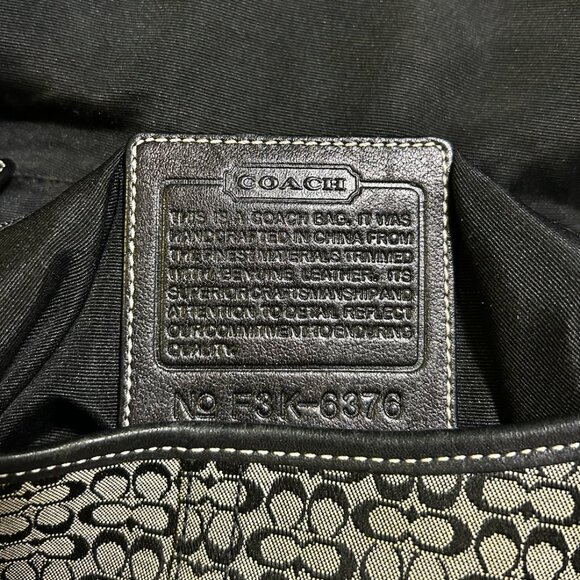 COACH
THIS IS A COACH BAG. IT WAS
HANDCRAFTED IN CHINA FROM
THE FINEST MATERIALS TRIMMED
WITH GENUINE LEATHER. ITS
SUPERIOR CRAFTSMANSHIP AND
ATTENTION TO DETAIL REFLECT
OUR COMMITMENT TO ENDURING
QUALITY.
No F3K-6376